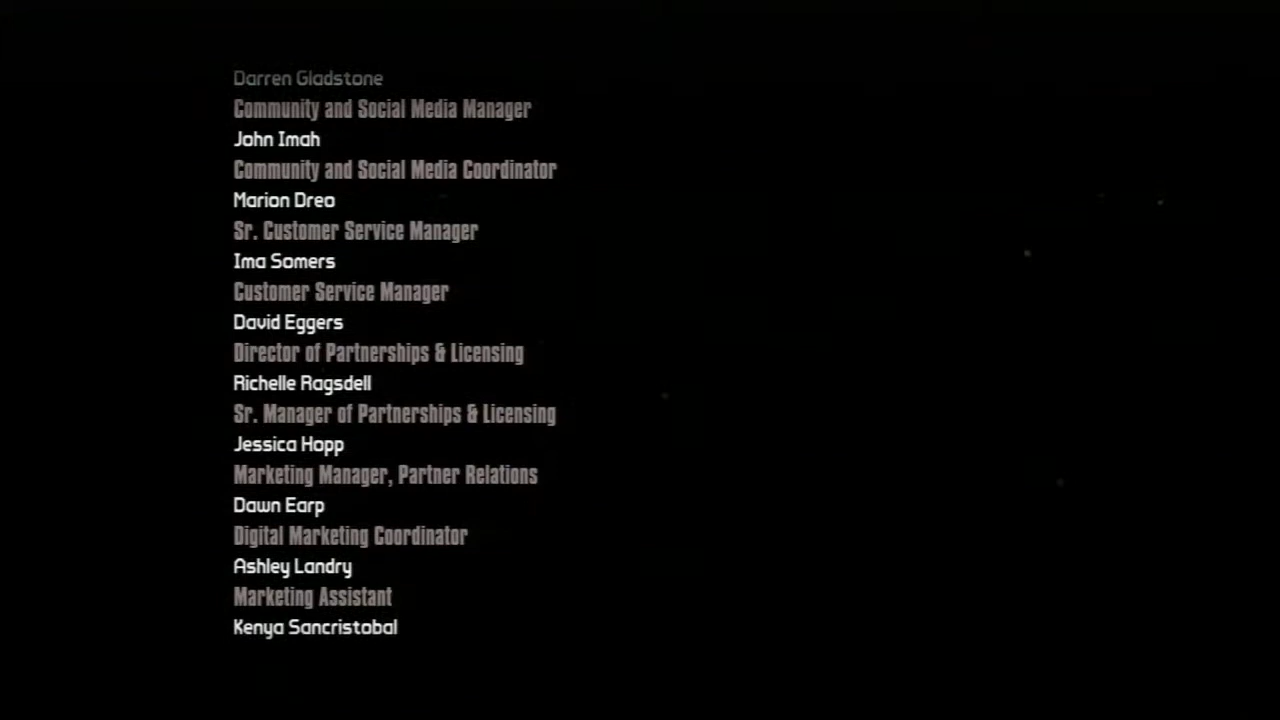 Darren Gladstone
Community and Social Media Manager
John Imah
Community and Social Media Coordinator
Marion Dreo
Sr. Customer Service Manager
Ima Somers
Customer Service Manager
David Eggers
Director of Partnerships & Licensing
Richelle Ragsdell
Sr. Manager of Partnerships & Licensing
Jessica Hopp
Marketing Manager, Partner Relations
Dawn Earp
Digital Marketing Coordinator
Ashley Landry
Marketing Assistant
Kenya Sancristobal